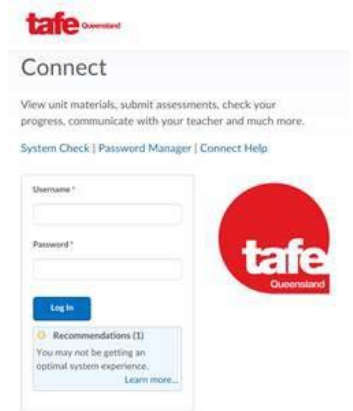 tafe Queensland
Connect
View unit materials, submit assessments, check your
progress, communicate with your teacher and much more.
System Check | Password Manager | Connect Help
Username *
Password *
Log In
Recommendations (1)
You may not be getting an
optimal system experience.
Learn more...
tafe
Queensland